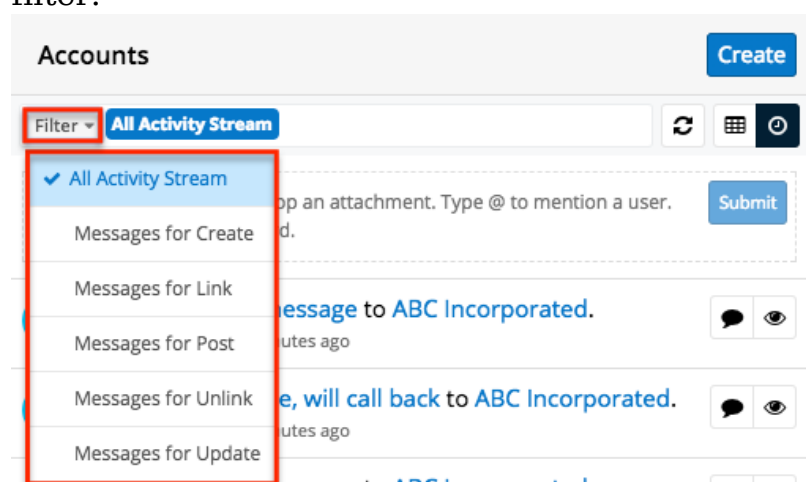 filter.
Accounts
Create
Filter All Activity Stream
All Activity Stream
op an attachment. Type @ to mention a user.
Submit
Messages for Create
d.
Messages for Link
essage to ABC Incorporated.
Messages for Post
utes ago
Messages for Unlink
e, will call back to ABC Incorporated.
utes ago
Messages for Update